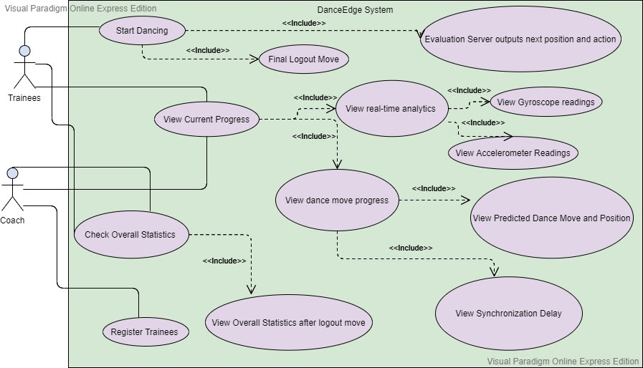 Visual Paradigm Online Express Edition
DanceEdge System
Start Dancing
<<Include>>
Evaluation Server outputs next position and action
<<Include>>
Final Logout Move
Trainees
View Current Progress
<<Include>>
View real-time analytics
<<Include>>
View Gyroscope readings
<<Include>>
View Accelerometer Readings
<<Include>>
Coach
View dance move progress
<<Include>>
View Predicted Dance Move and Position
Check Overall Statistics
<<Include>>
<<Include>>
View Synchronization Delay
Register Trainees
View Overall Statistics after logout move
Visual Paradigm Online Express Edition